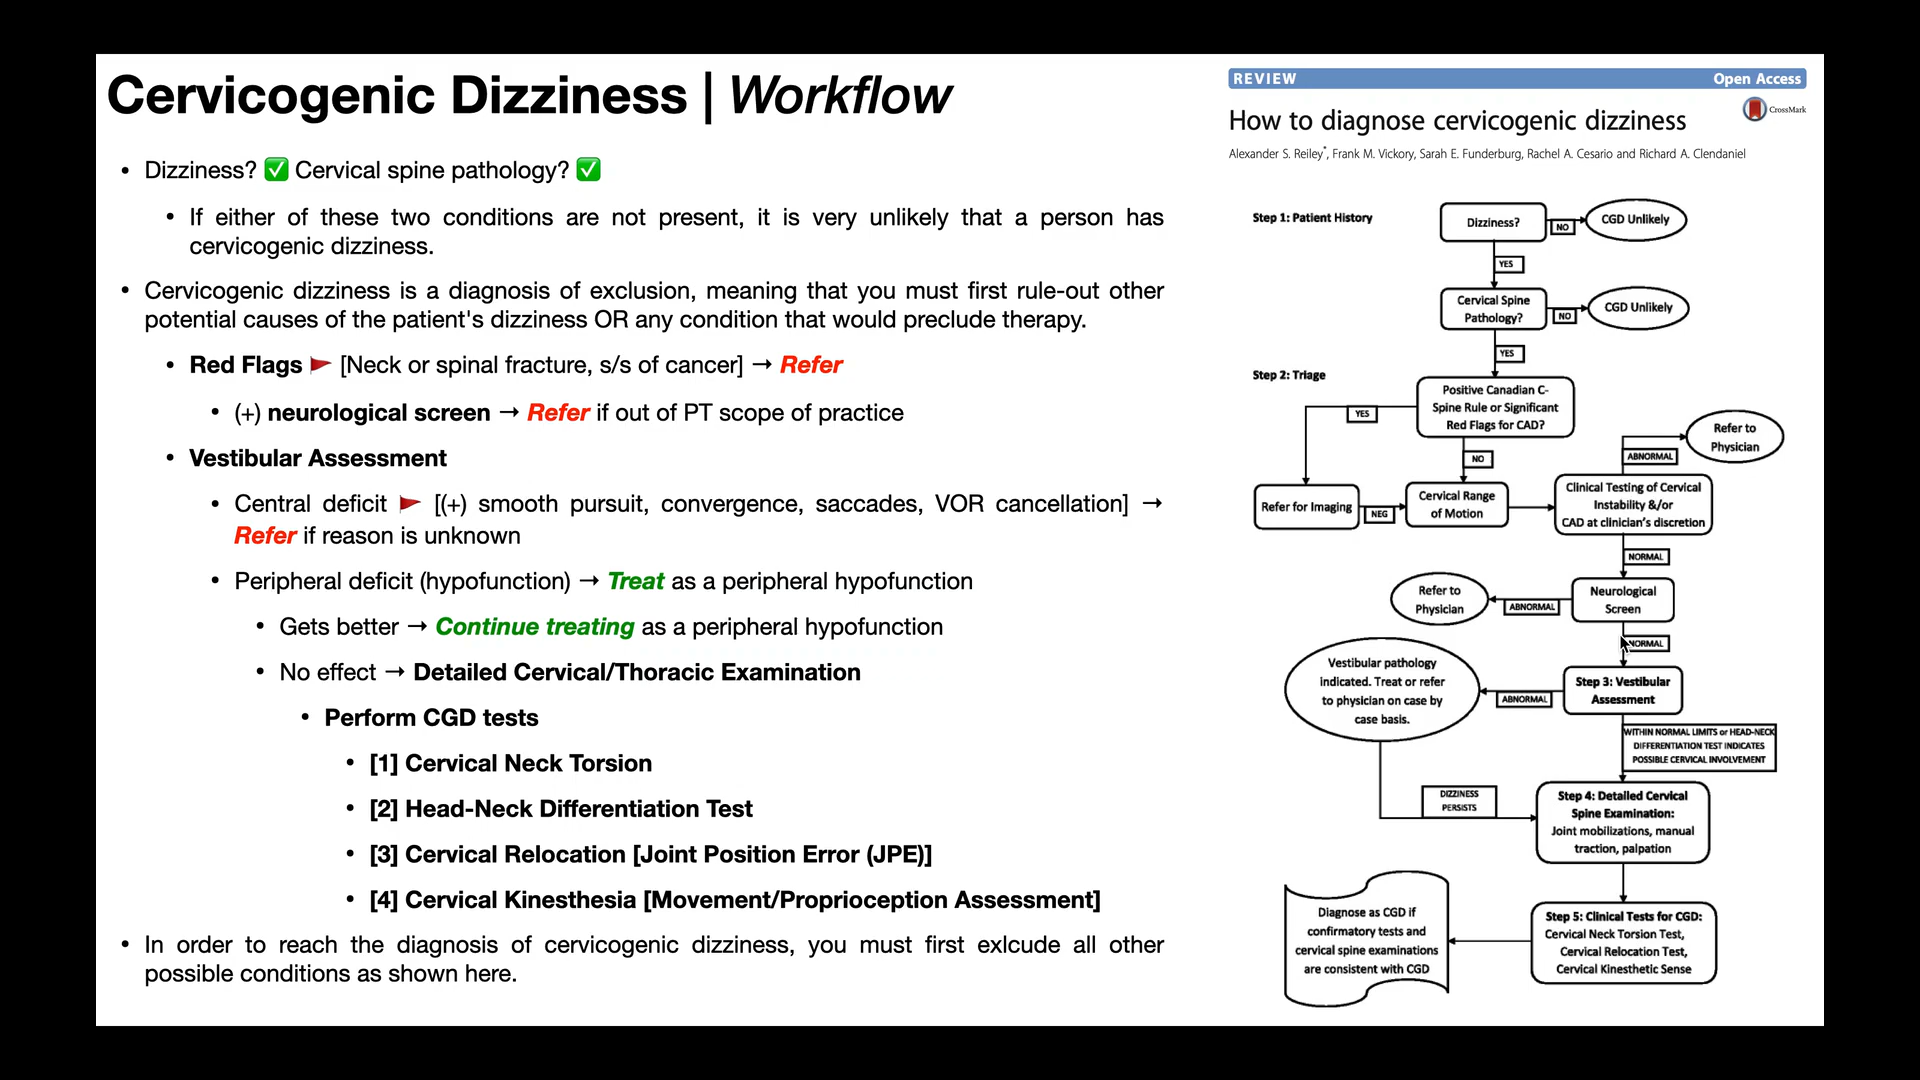 Cervicogenic Dizziness | Workflow
• Dizziness? ✅ Cervical spine pathology? ✅
• If either of these two conditions are not present, it is very unlikely that a person has
cervicogenic dizziness.
• Cervicogenic dizziness is a diagnosis of exclusion, meaning that you must first rule-out other
potential causes of the patient's dizziness OR any condition that would preclude therapy.
• Red Flags 🚩 [Neck or spinal fracture, s/s of cancer] → Refer
• (+) neurological screen → Refer if out of PT scope of practice
• Vestibular Assessment
• Central deficit 🚩 [(+) smooth pursuit, convergence, saccades, VOR cancellation] →
Refer if reason is unknown
• Peripheral deficit (hypofunction) → Treat as a peripheral hypofunction
• Gets better → Continue treating as a peripheral hypofunction
• No effect → Detailed Cervical/Thoracic Examination
• Perform CGD tests
• [1] Cervical Neck Torsion
• [2] Head-Neck Differentiation Test
• [3] Cervical Relocation [Joint Position Error (JPE)]
• [4] Cervical Kinesthesia [Movement/Proprioception Assessment]
• In order to reach the diagnosis of cervicogenic dizziness, you must first exlcude all other
possible conditions as shown here.
REVIEW
Open Access
CrossMark
How to diagnose cervicogenic dizziness
Alexander S. Reiley*, Frank M. Vickory, Sarah E. Funderburg, Rachel A. Cesario and Richard A. Clendaniel
Step 1: Patient History
Dizziness?
NO
CGD Unlikely
YES
Cervical Spine
Pathology?
NO
CGD Unlikely
YES
Step 2: Triage
Positive Canadian C-
Spine Rule or Significant
Red Flags for CAD?
YES
NO
Refer to
Physician
ABNORMAL
Refer for Imaging
NEG
Cervical Range
of Motion
Clinical Testing of Cervical
Instability &/or
CAD at clinician's discretion
NORMAL
Refer to
Physician
ABNORMAL
Neurological
Screen
NORMAL
Vestibular pathology
indicated. Treat or refer
to physician on case by
case basis.
ABNORMAL
Step 3: Vestibular
Assessment
WITHIN NORMAL LIMITS or HEAD-NECK
DIFFERENTIATION TEST INDICATES
POSSIBLE CERVICAL INVOLVEMENT
DIZZINESS
PERSISTS
Step 4: Detailed Cervical
Spine Examination:
Joint mobilizations, manual
traction, palpation
Diagnose as CGD if
confirmatory tests and
cervical spine examinations
are consistent with CGD
Step 5: Clinical Tests for CGD:
Cervical Neck Torsion Test,
Cervical Relocation Test,
Cervical Kinesthetic Sense